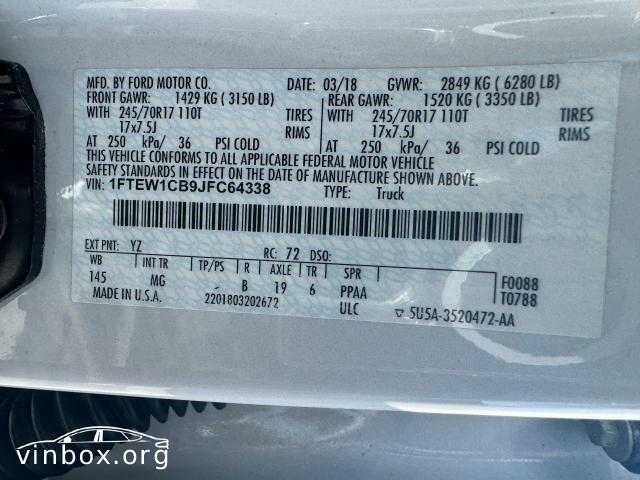 MFD. BY FORD MOTOR CO. DATE: 03/18 GVWR: 2849 KG ( 6280 LB)
FRONT GAWR: 1429 KG ( 3150 LB) REAR GAWR: 1520 KG ( 3350 LB)
WITH 245/70R17 110T TIRES WITH 245/70R17 110T TIRES
17x7.5J RIMS 17x7.5J RIMS
AT 250 kPa/ 36 PSI COLD AT 250 kPa/ 36 PSI COLD
THIS VEHICLE CONFORMS TO ALL APPLICABLE FEDERAL MOTOR VEHICLE
SAFETY STANDARDS IN EFFECT ON THE DATE OF MANUFACTURE SHOWN ABOVE.
VIN: 1FTEW1CB9JFC64338 TYPE: Truck
EXT PNT: YZ RC: 72 DSO:
WB INT TR TP/PS R AXLE TR SPR F0088
145 MG - B 19 6 PPAA T0788
MADE IN U.S.A. 2201803202672 ULC 5U5A-3520472-AA
vinbox.org